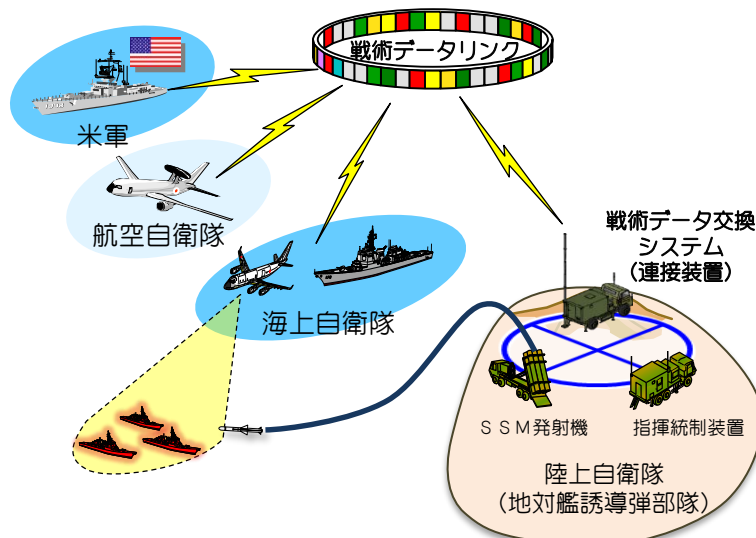 戦術データリンク
米軍
航空自衛隊
海上自衛隊
戦術データ交換
システム
（連接装置）
ＳＳＭ発射機
指揮統制装置
陸上自衛隊
（地対艦誘導弾部隊）